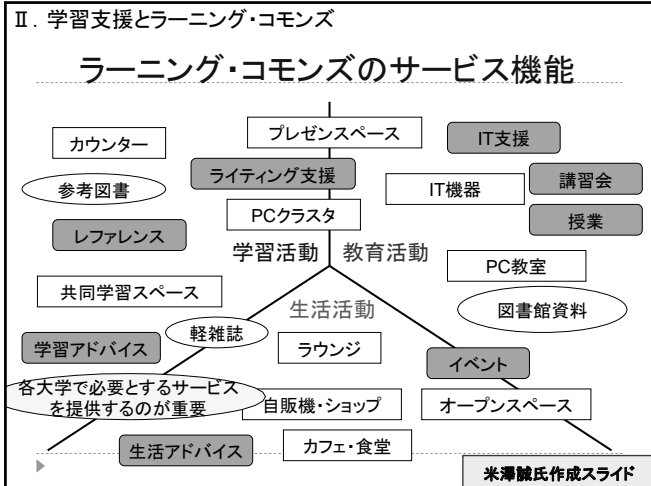 Ⅱ．学習支援とラーニング・コモンズ
ラーニング・コモンズのサービス機能
プレゼンスペース
IT支援
カウンター
ライティング支援
IT機器
講習会
参考図書
PCクラスタ
授業
レファレンス
学習活動
教育活動
PC教室
共同学習スペース
生活活動
図書館資料
軽雑誌
学習アドバイス
ラウンジ
イベント
各大学で必要とするサービス
を提供するのが重要
自販機・ショップ
オープンスペース
生活アドバイス
カフェ・食堂
米澤誠氏作成スライド